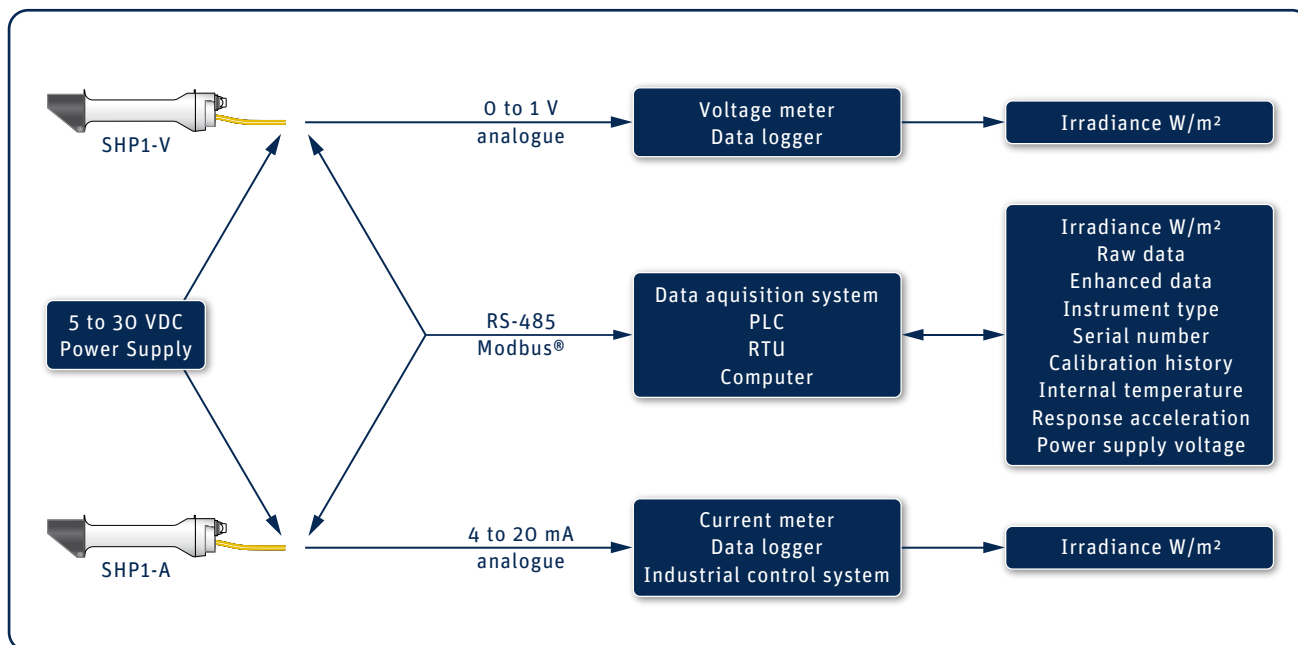 SHP1-V
0 to 1 V
analogue
Voltage meter
Data logger
Irradiance W/m²
5 to 30 VDC
Power Supply
RS-485
Modbus®
Data aquisition system
PLC
RTU
Computer
Irradiance W/m²
Raw data
Enhanced data
Instrument type
Serial number
Calibration history
Internal temperature
Response acceleration
Power supply voltage
SHP1-A
4 to 20 mA
analogue
Current meter
Data logger
Industrial control system
Irradiance W/m²